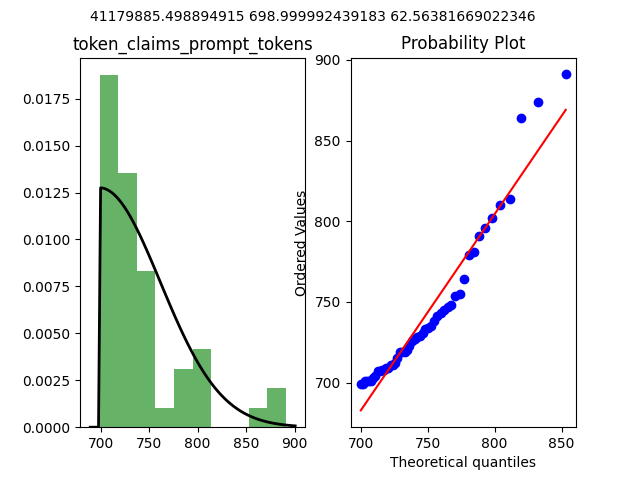 41179885.498894915 698.999992439183 62.56381669022346
token_claims_prompt_tokens
Probability Plot
0.0175
0.0150
0.0125
0.0100
0.0075
0.0050
0.0025
0.0000
700 750 800 850 900
Ordered Values
900
850
800
750
700
700 750 800 850
Theoretical quantiles